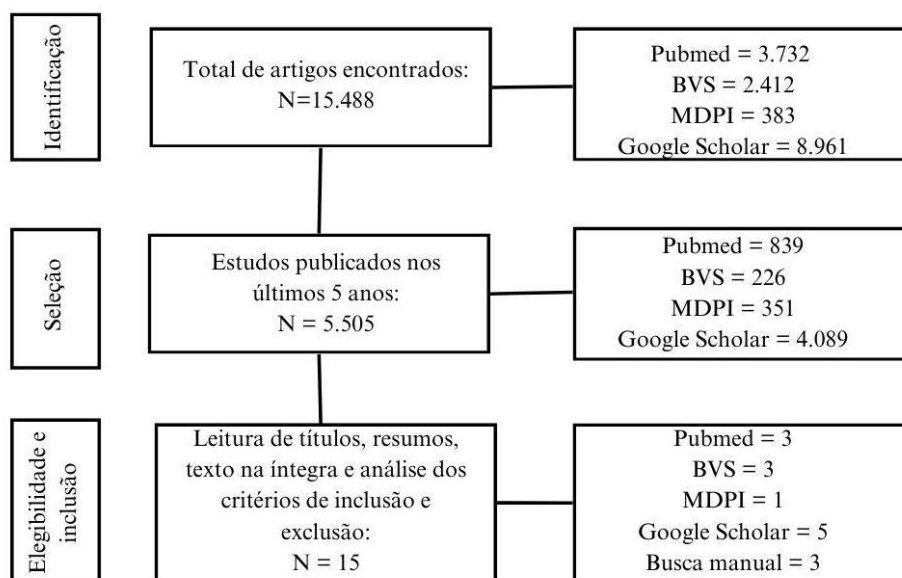 Identificação
Total de artigos encontrados:
N=15.488
Pubmed = 3.732
BVS = 2.412
MDPI = 383
Google Scholar = 8.961
Seleção
Estudos publicados nos
últimos 5 anos:
N = 5.505
Pubmed = 839
BVS = 226
MDPI = 351
Google Scholar = 4.089
Elegibilidade e
inclusão
Leitura de títulos, resumos,
texto na íntegra e análise dos
critérios de inclusão e
exclusão:
N = 15
Pubmed = 3
BVS = 3
MDPI = 1
Google Scholar = 5
Busca manual = 3